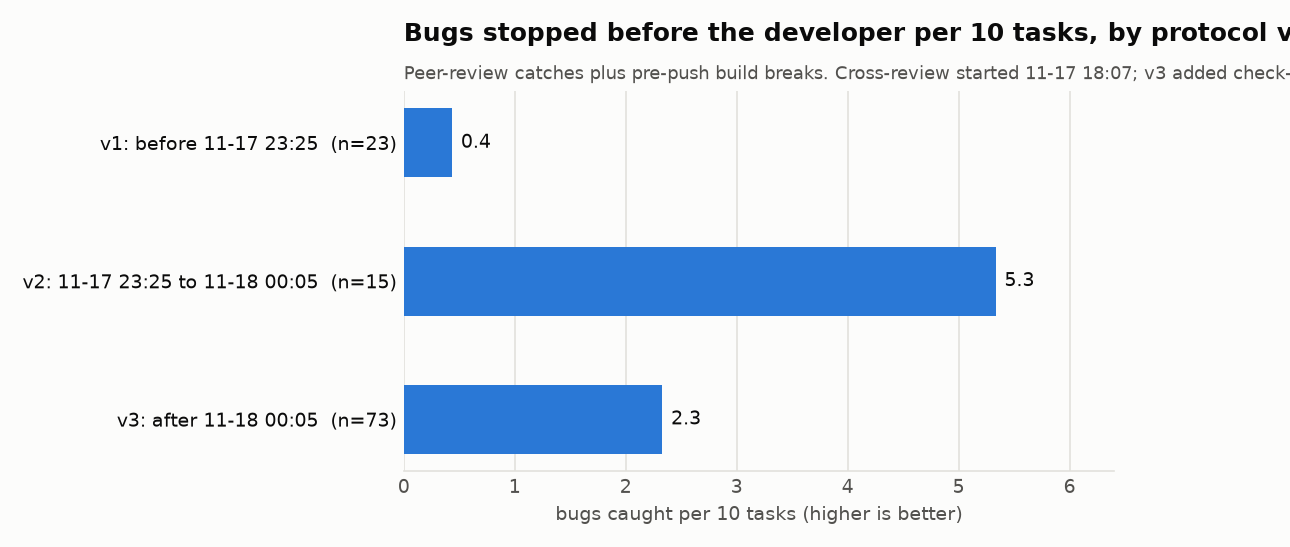 Bugs stopped before the developer per 10 tasks, by protocol
Peer-review catches plus pre-push build breaks. Cross-review started 11-17 18:07; v3 added check-
v1: before 11-17 23:25 (n=23)
0.4
v2: 11-17 23:25 to 11-18 00:05 (n=15)
5.3
v3: after 11-18 00:05 (n=73)
2.3
0 1 2 3 4 5 6
bugs caught per 10 tasks (higher is better)